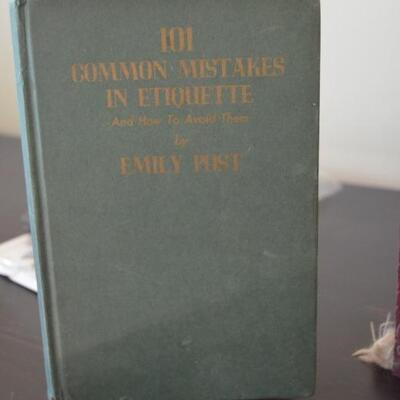 101
COMMON MISTAKES
IN ETIQUETTE
And How To Avoid Them
by
EMILY POST